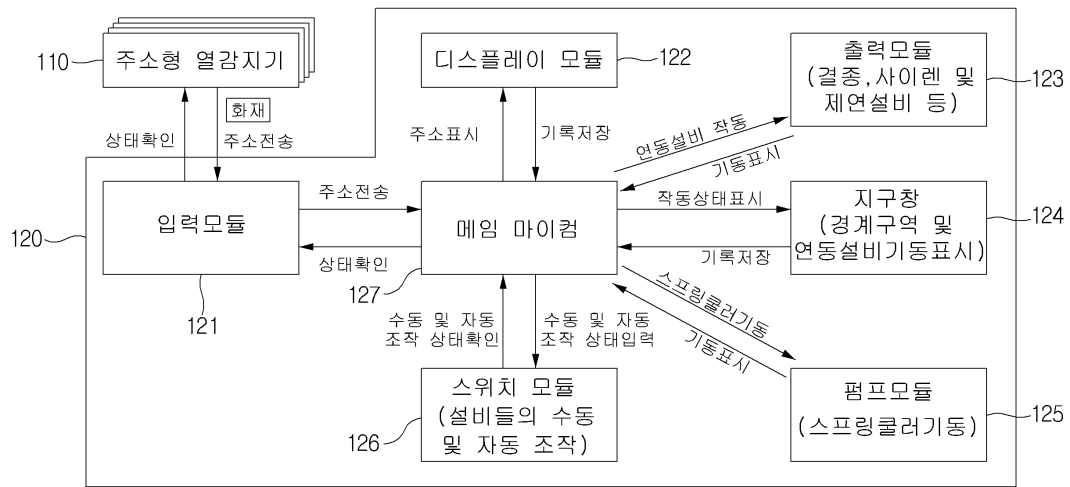 110
주소형 열감지기
디스플레이 모듈
122
출력모듈
(결종,사이렌 및
제연설비 등)
123
화재
상태확인
주소전송
주소표시
기록저장
연동설비 작동
기동표시
120
입력모듈
121
주소전송
상태확인
메임 마이컴
127
작동상태표시
기록저장
지구창
(경계구역 및
연동설비기동표시)
124
수동 및 자동
조작 상태확인
수동 및 자동
조작 상태입력
스프링쿨러기동
기동표시
스위치 모듈
(설비들의 수동
및 자동 조작)
126
펌프모듈
(스프링쿨러기동)
125